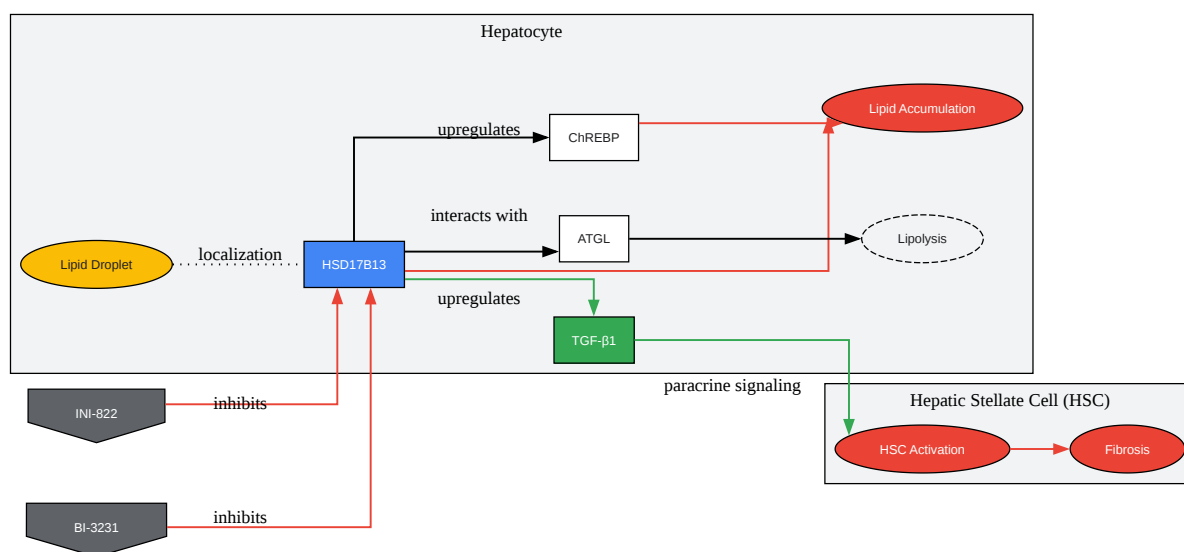 Hepatocyte
Lipid Accumulation
upregulates
ChREBP
interacts with
ATGL
Lipolysis
localization
Lipid Droplet
HSD17B13
upregulates
TGF-β1
paracrine signaling
INI-822
inhibits
Hepatic Stellate Cell (HSC)
HSC Activation
Fibrosis
BI-3231
inhibits